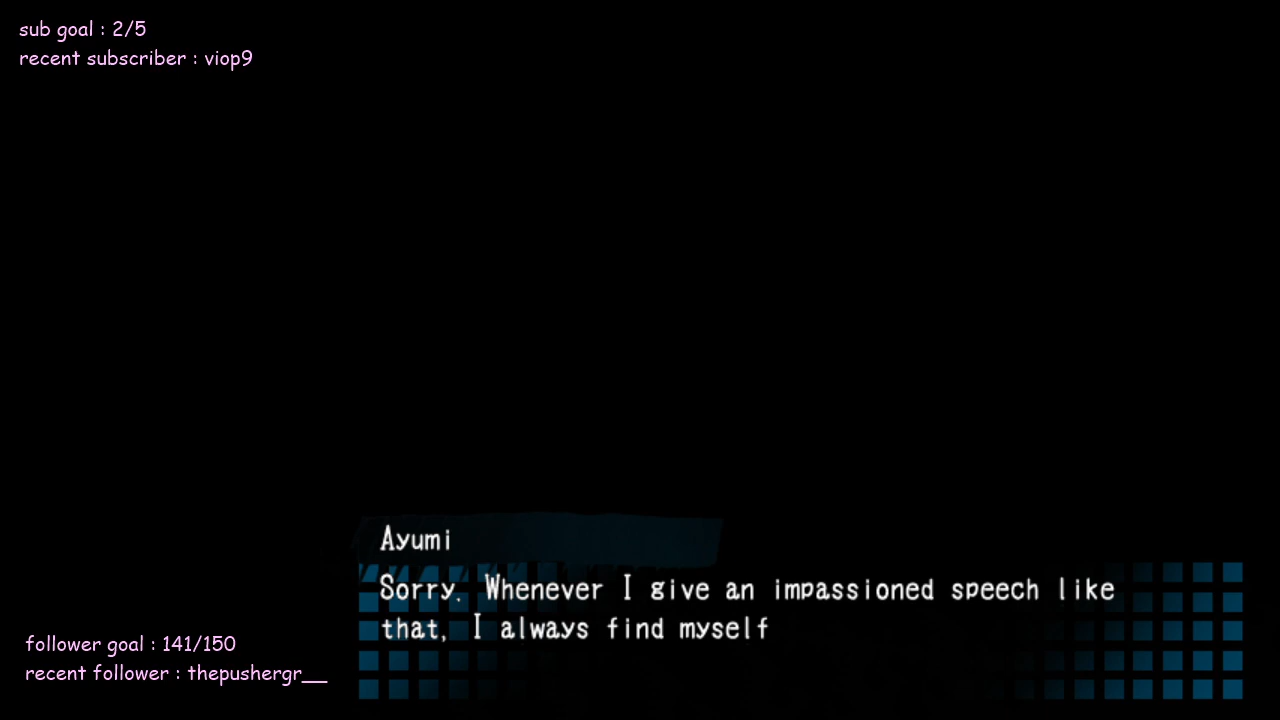 sub goal : 2/5
recent subscriber : viop9
Ayumi
Sorry. Whenever I give an impassioned speech like
that, I always find myself
follower goal : 141/150
recent follower : thepushergr__